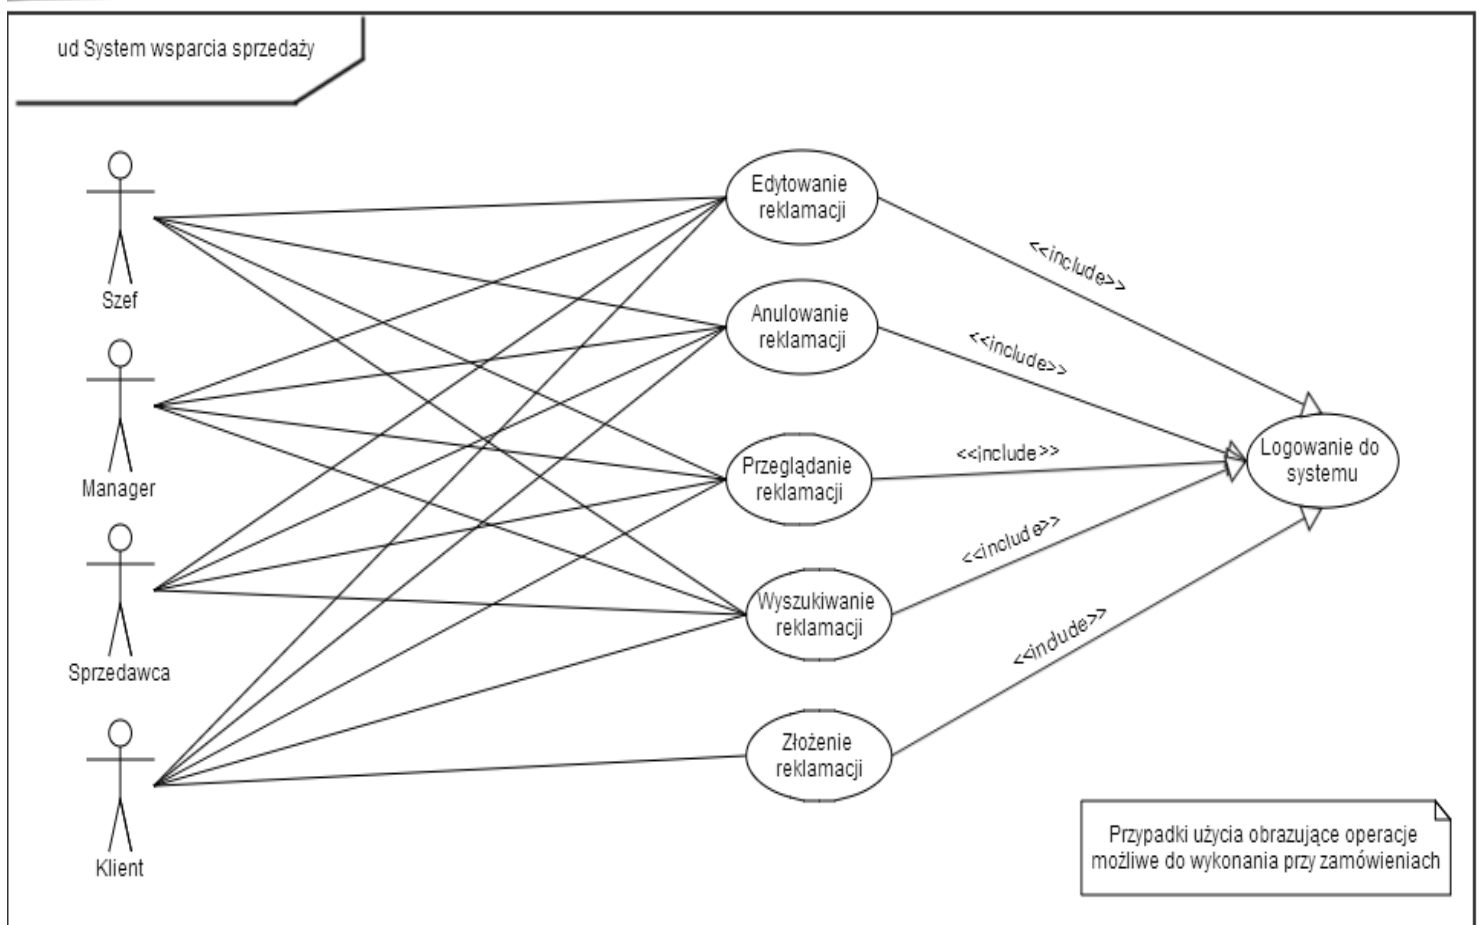 ud System wsparcia sprzedaży
Szef
Manager
Sprzedawca
Klient
Edytowanie
reklamacji
Anulowanie
reklamacji
Przeglądanie
reklamacji
Wyszukiwanie
reklamacji
Złożenie
reklamacji
<<include>>
<<include>>
<<include>>
<<include>>
<<include>>
Logowanie do
systemu
Przypadki użycia obrazujące operacje
możliwe do wykonania przy zamówieniach